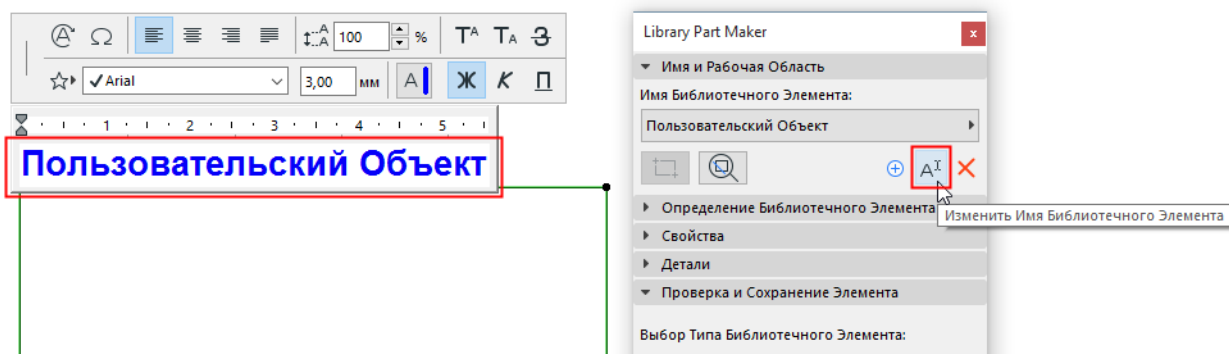 100 %
TA TA З
Arial
3,00 мм
А Ж К П
1 2 3 4 5
Пользовательский Объект
Library Part Maker
x
Имя и Рабочая Область
Имя Библиотечного Элемента:
Пользовательский Объект
Определение Библиотечного Элемента
Изменить Имя Библиотечного Элемента
Свойства
Детали
Проверка и Сохранение Элемента
Выбор Типа Библиотечного Элемента: